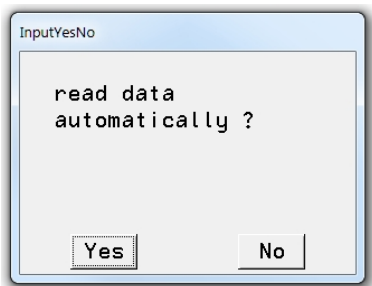 InputYesNo
read data
automatically ?
Yes No